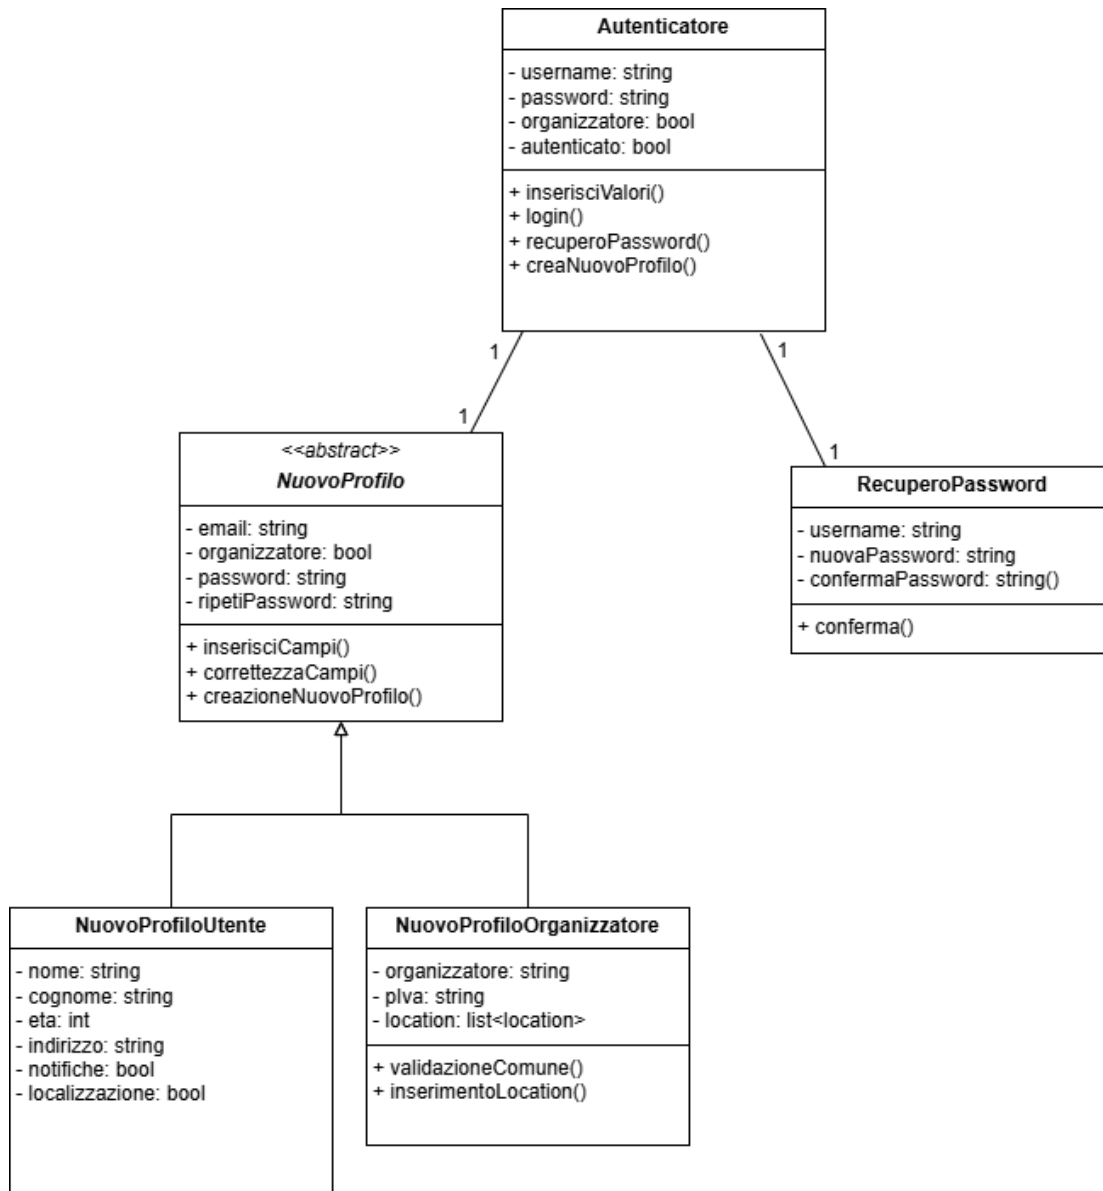 Autenticatore
- username: string
- password: string
- organizzatore: bool
- autenticato: bool
+ inserisciValori()
+ login()
+ recuperoPassword()
+ creaNuovoProfilo()
1
1
1
1
<<abstract>>
NuovoProfilo
- email: string
- organizzatore: bool
- password: string
- ripetiPassword: string
+ inserisciCampi()
+ correttezzaCampi()
+ creazioneNuovoProfilo()
RecuperoPassword
- username: string
- nuovaPassword: string
- confermaPassword: string()
+ conferma()
NuovoProfiloUtente
- nome: string
- cognome: string
- eta: int
- indirizzo: string
- notifiche: bool
- localizzazione: bool
NuovoProfiloOrganizzatore
- organizzatore: string
- pIva: string
- location: list<location>
+ validazioneComune()
+ inserimentoLocation()